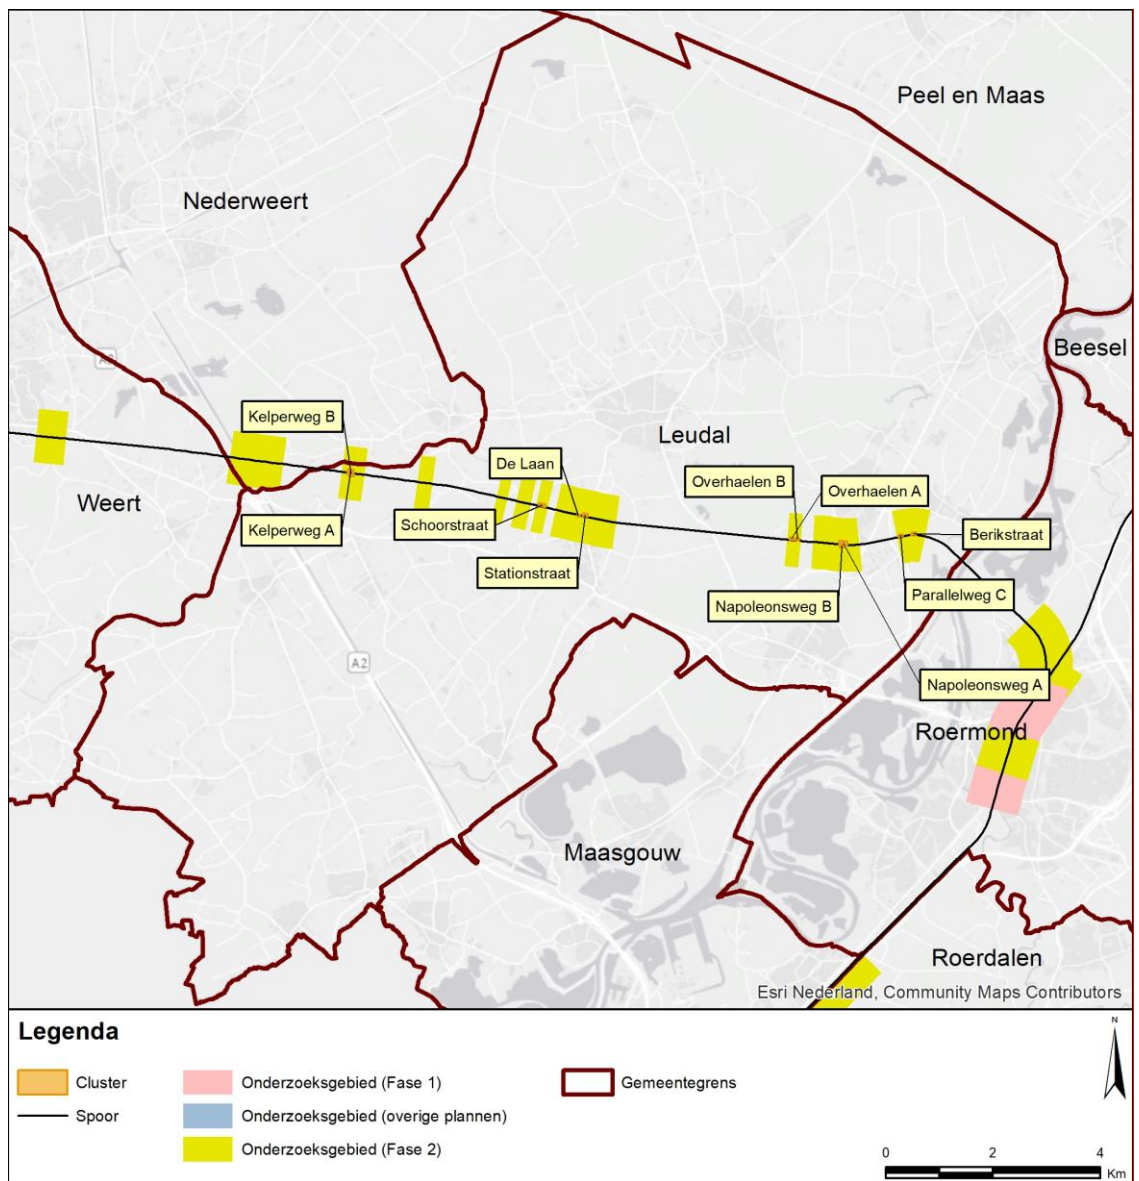 Peel en Maas
Nederweert
Beesel
A2
Kelperweg B
Leudal
De Laan
Weert
Overhaelen B
Overhaelen A
Kelperweg A
Schoorstraat
Berikstraat
Stationstraat
Napoleonsweg B
Parallelweg C
A2
Napoleonsweg A
Roermond
Maasgouw
Roerdalen
Esri Nederland, Community Maps Contributors
Legenda
N
Cluster
Onderzoeksgebied (Fase 1)
Gemeentegrens
Spoor
Onderzoeksgebied (overige plannen)
Onderzoeksgebied (Fase 2)
0 2 4
Km